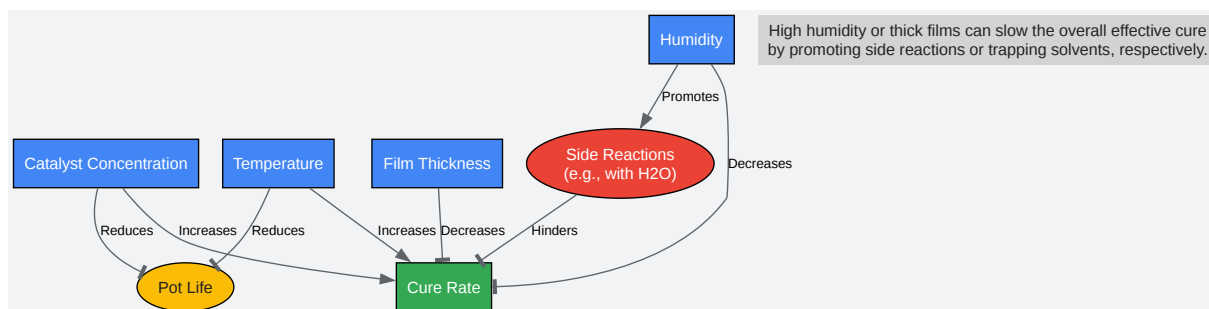 Humidity
High humidity or thick films can slow the overall effective cure
by promoting side reactions or trapping solvents, respectively.
Promotes
Catalyst Concentration
Temperature
Film Thickness
Side Reactions
(e.g., with H2O)
Decreases
Reduces
Increases
Reduces
Increases
Decreases
Hinders
Pot Life
Cure Rate